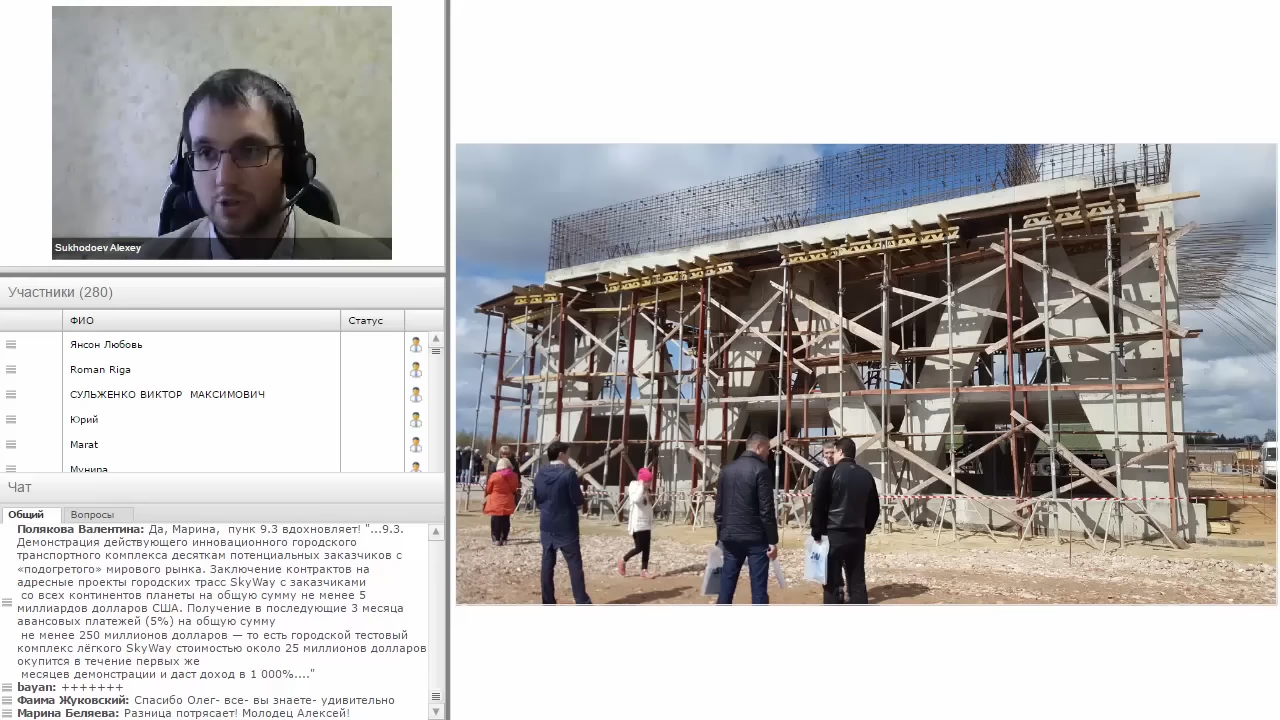 Sukhodoev Alexey
Участники (280)
ФИО
Статус
Янсон Любовь
Roman Riga
СУЛЬЖЕНКО ВИКТОР МАКСИМОВИЧ
Юрий
Marat
Мунира
Чат
Общий
Вопросы
Полякова Валентина: Да, Марина, пунк 9.3 вдохновляет! "...9.3.
Демонстрация действующего инновационного городского
транспортного комплекса десяткам потенциальных заказчиков с
«подгретого» мирового рынка. Заключение контрактов на
адресные проекты городских трасс SkyWay с заказчиками
со всех континентов планеты на общую сумму не менее 5
миллиардов долларов США. Получение в последующие 3 месяца
авансовых платежей (5%) на общую сумму
не менее 250 миллионов долларов — то есть городской тестовый
комплекс лёгкого SkyWay стоимостью около 25 миллионов долларов
окупится в течение первых же
месяцев демонстрации и даст доход в 1 000%...."
bayan: +++++++
Фаима Жуковский: Спасибо Олег- все- вы знаете- удивительно
Марина Беляева: Разница потрясает! Молодец Алексей!